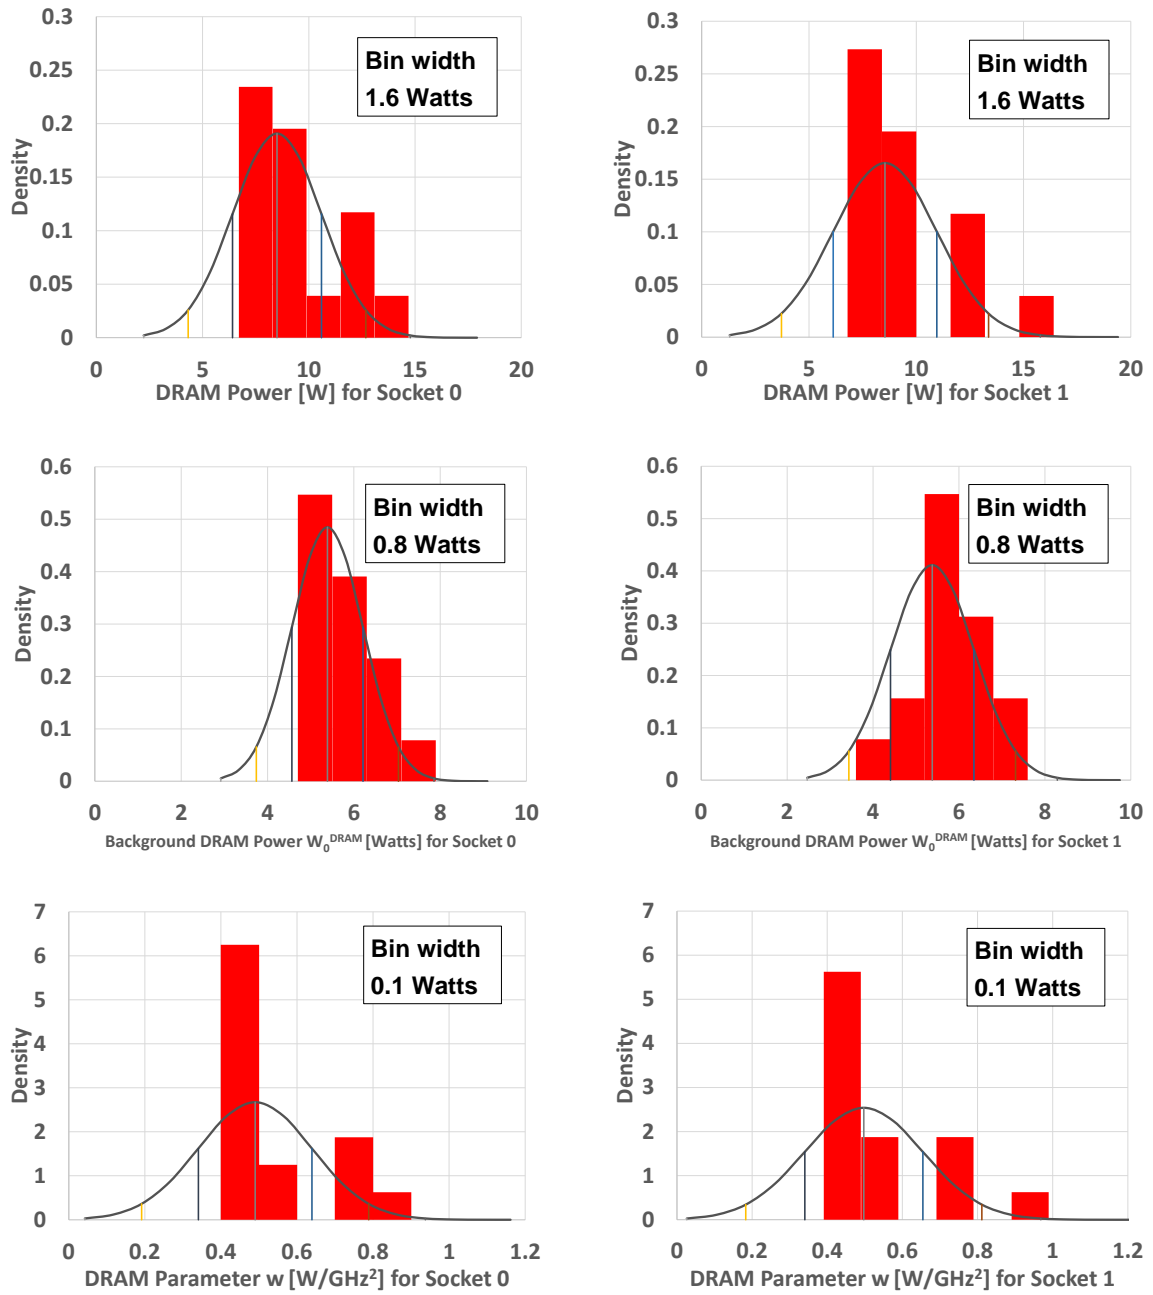 0.3
0.25
0.2
0.15
0.1
0.05
0
Density
Bin width
1.6 Watts
0 5 10 15 20
DRAM Power [W] for Socket 0
0.3
0.25
0.2
0.15
0.1
0.05
0
Density
Bin width
1.6 Watts
0 5 10 15 20
DRAM Power [W] for Socket 1
0.6
0.5
0.4
0.3
0.2
0.1
0
Density
Bin width
0.8 Watts
0 2 4 6 8 10
Background DRAM Power W₀ᴰᴿᴬᴹ [Watts] for Socket 0
0.6
0.5
0.4
0.3
0.2
0.1
0
Density
Bin width
0.8 Watts
0 2 4 6 8 10
Background DRAM Power W₀ᴰᴿᴬᴹ [Watts] for Socket 1
7
6
5
4
3
2
1
0
Density
Bin width
0.1 Watts
0 0.2 0.4 0.6 0.8 1 1.2
DRAM Parameter w [W/GHz²] for Socket 0
7
6
5
4
3
2
1
0
Density
Bin width
0.1 Watts
0 0.2 0.4 0.6 0.8 1 1.2
DRAM Parameter w [W/GHz²] for Socket 1